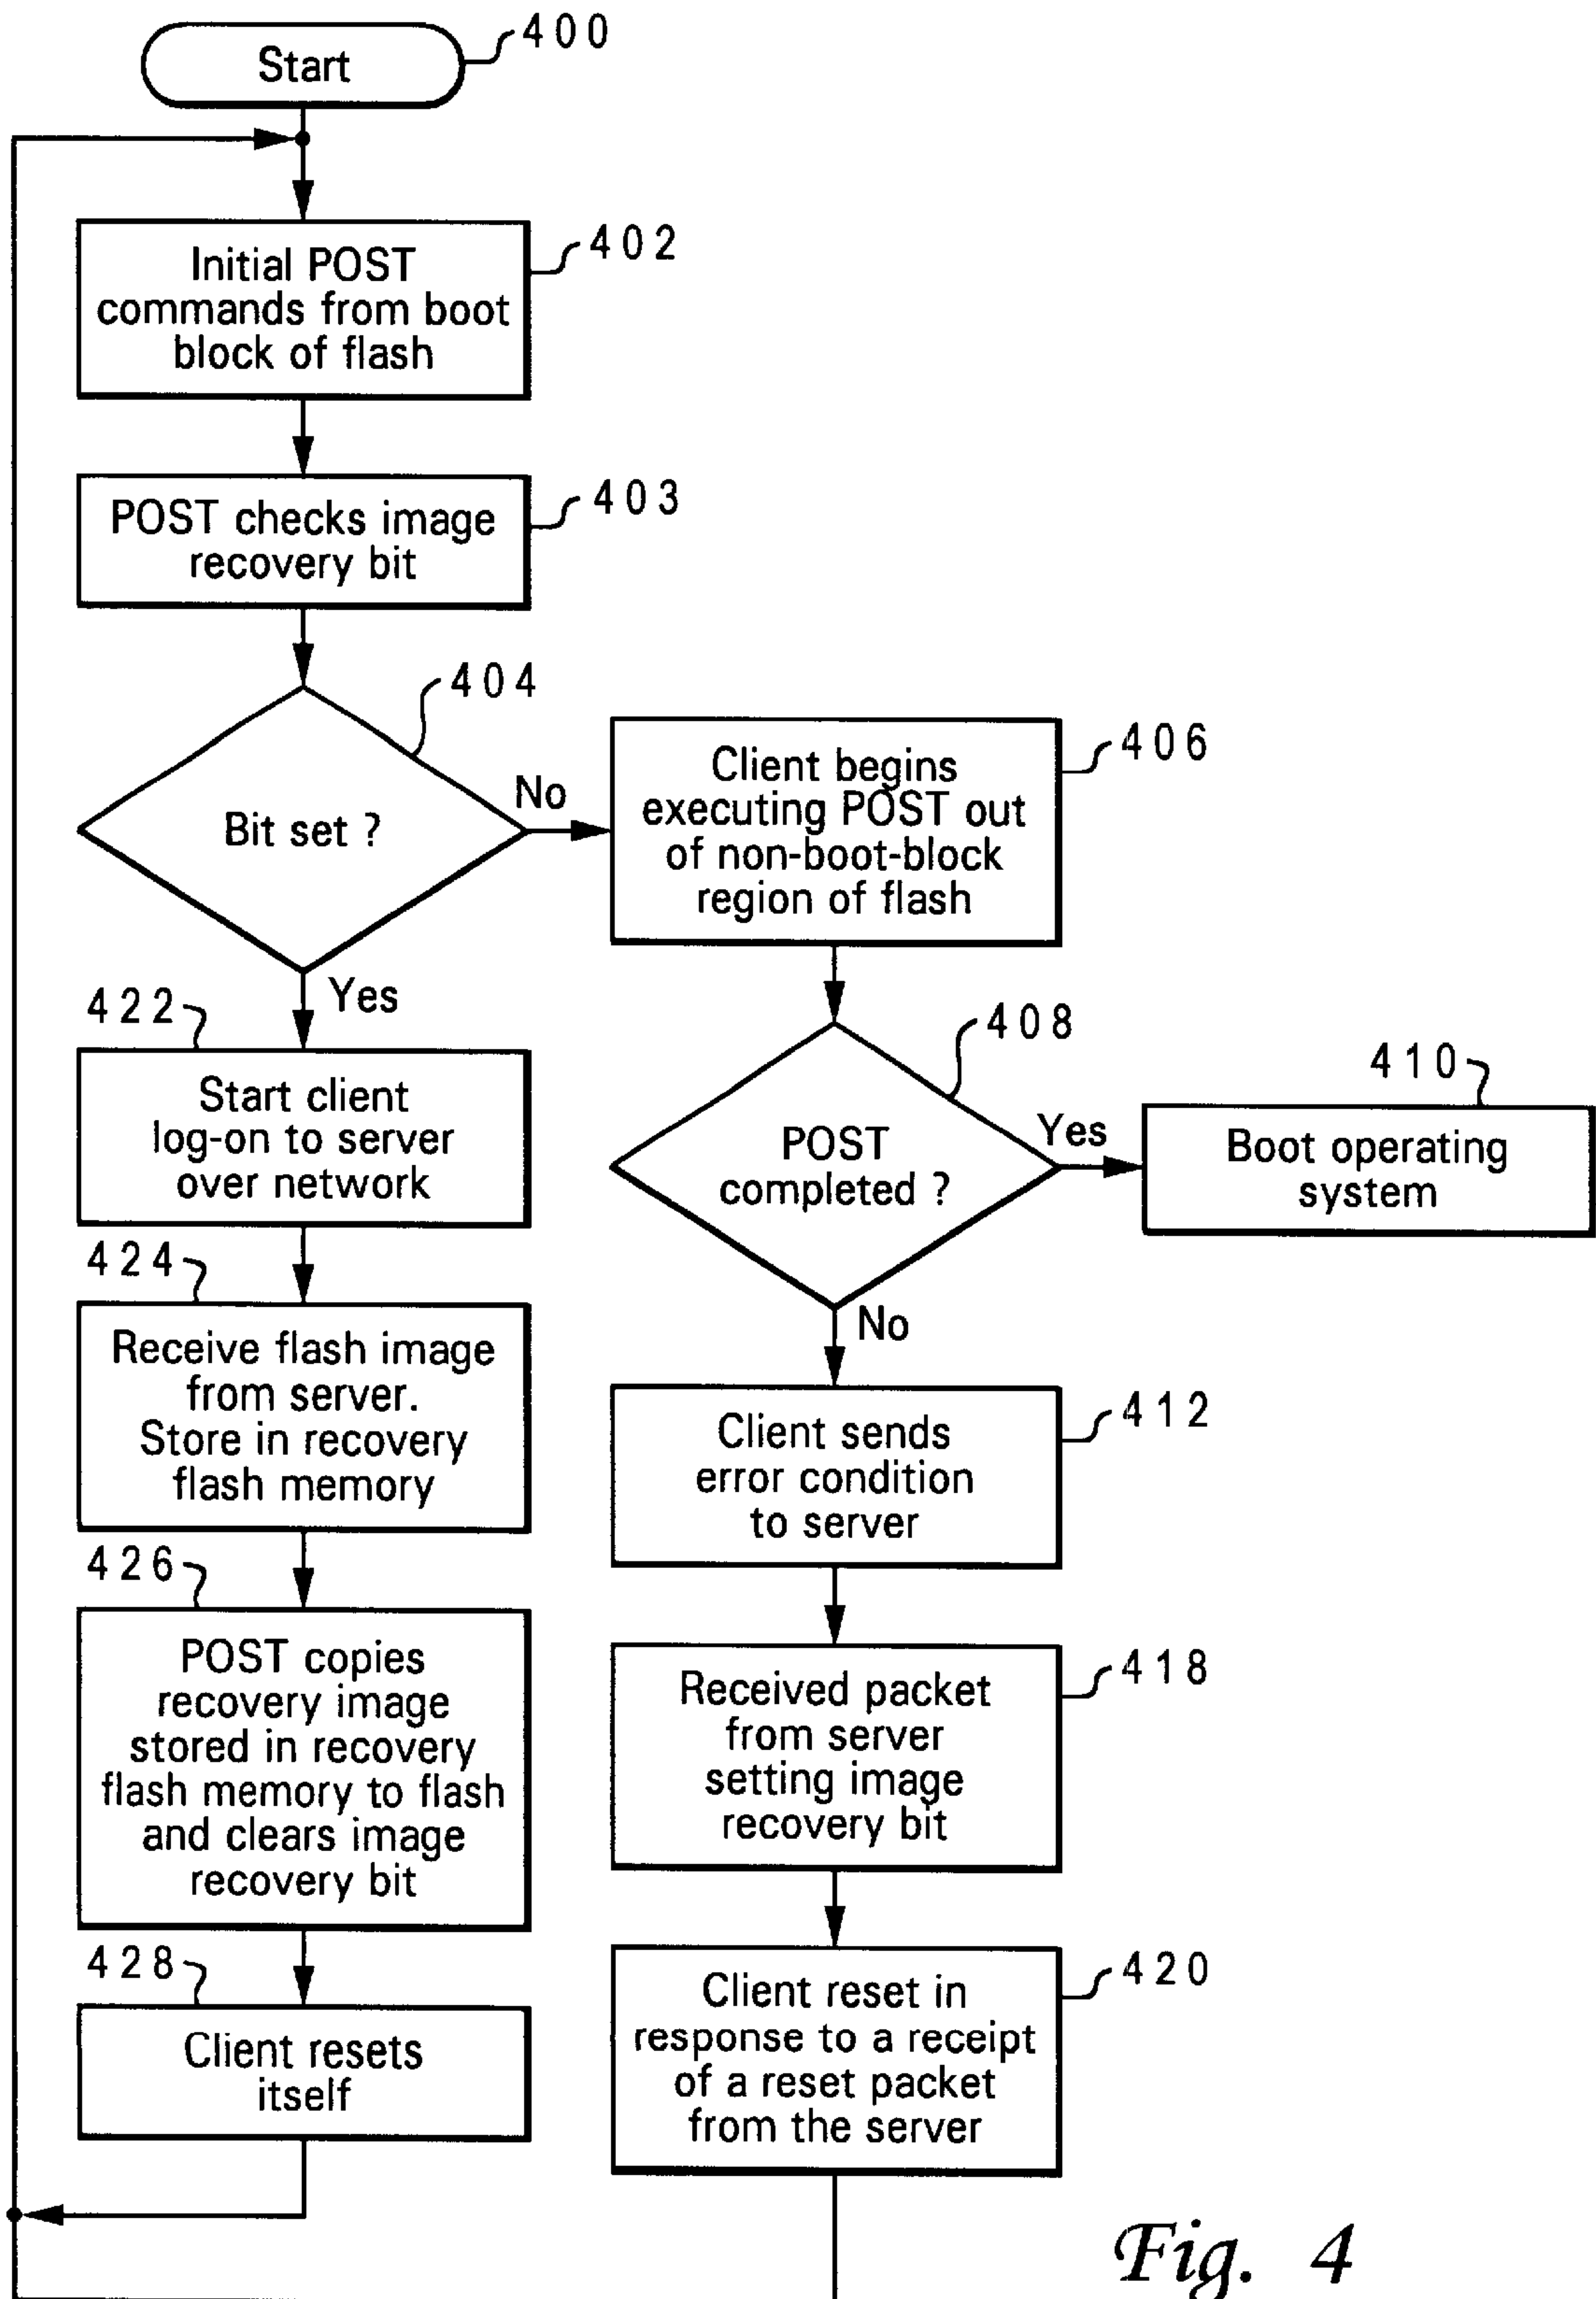 400
Start
402
Initial POST
commands from boot
block of flash
403
POST checks image
recovery bit
404
Bit set ?
No
Yes
406
Client begins
executing POST out
of non-boot-block
region of flash
408
POST
completed ?
Yes
No
410
Boot operating
system
422
Start client
log-on to server
over network
424
Receive flash image
from server.
Store in recovery
flash memory
412
Client sends
error condition
to server
426
POST copies
recovery image
stored in recovery
flash memory to flash
and clears image
recovery bit
418
Received packet
from server
setting image
recovery bit
428
Client resets
itself
420
Client reset in
response to a receipt
of a reset packet
from the server
Fig. 4